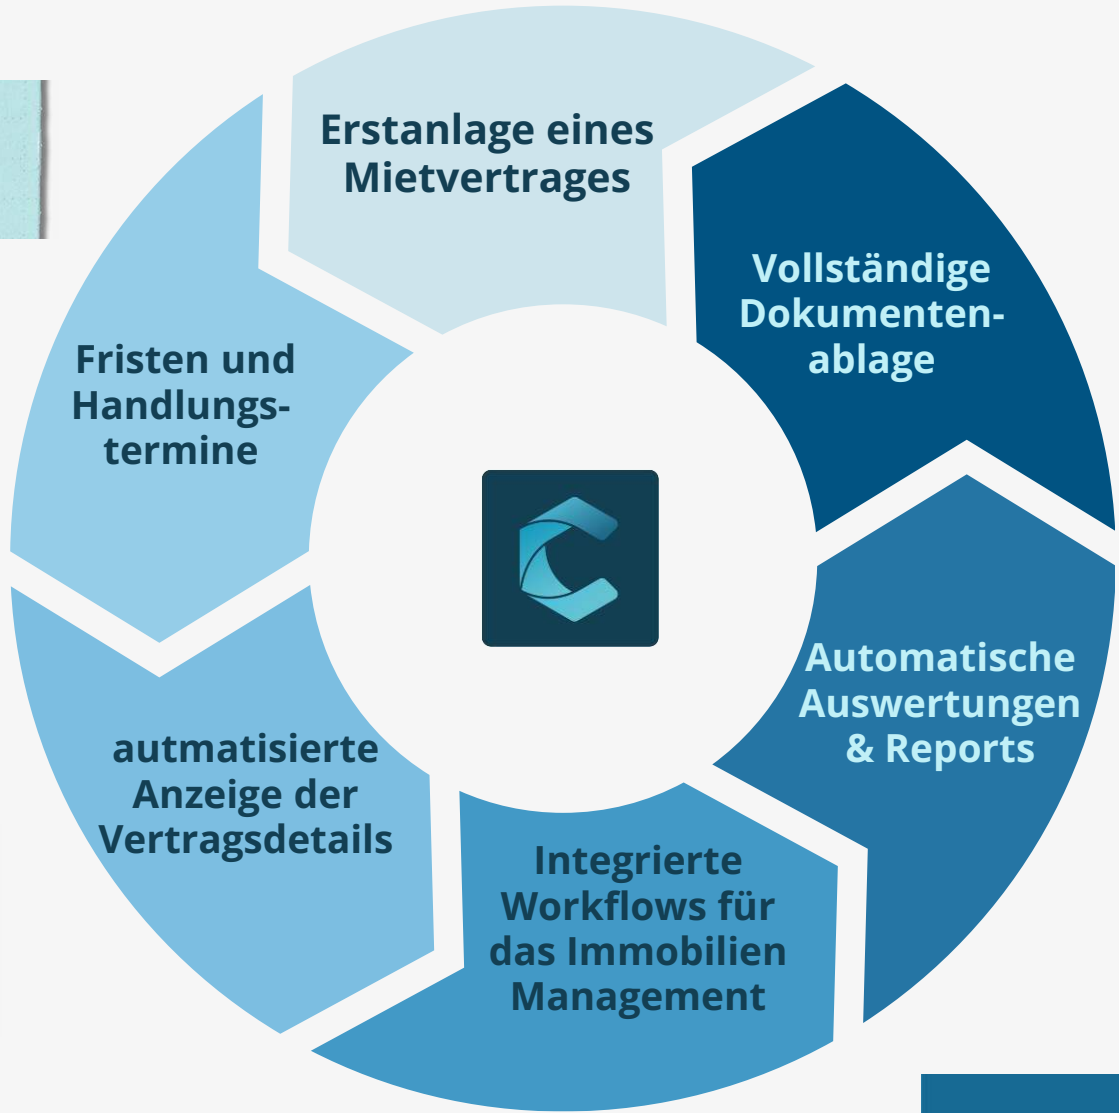 Erstanlage eines
Mietvertrages
Vollständige
Dokumenten-
ablage
Automatische
Auswertungen
& Reports
Integrierte
Workflows für
das Immobilien
Management
autmatisierte
Anzeige der
Vertragsdetails
Fristen und
Handlungs-
termine